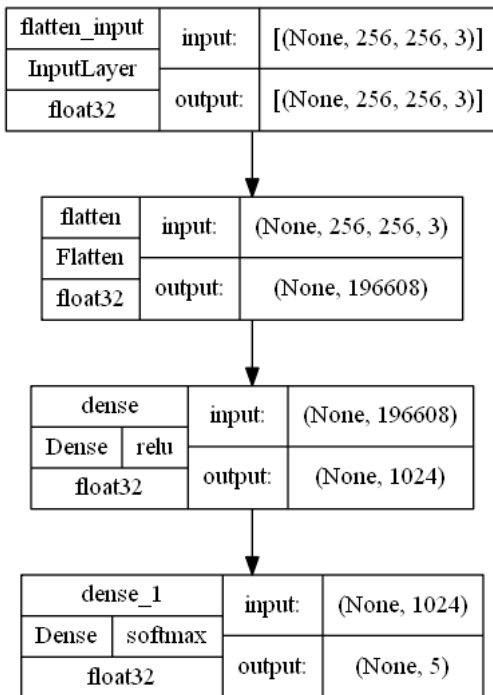 flatten_input
InputLayer
float32
input:
[(None, 256, 256, 3)]
output:
[(None, 256, 256, 3)]
flatten
Flatten
float32
input:
(None, 256, 256, 3)
output:
(None, 196608)
dense
Dense relu
float32
input:
(None, 196608)
output:
(None, 1024)
dense_1
Dense softmax
float32
input:
(None, 1024)
output:
(None, 5)